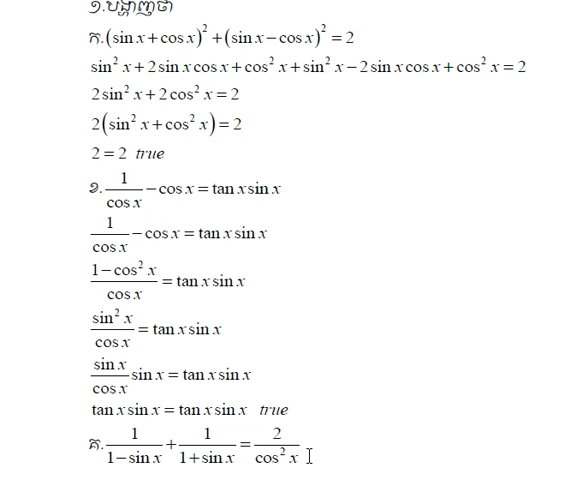 ១.បង្ហាញថា
ក.(sin x + cos x)² + (sin x − cos x)² = 2
sin² x + 2 sin x cos x + cos² x + sin² x − 2 sin x cos x + cos² x = 2
2 sin² x + 2 cos² x = 2
2(sin² x + cos² x) = 2
2 = 2 true
២. 1/cos x − cos x = tan x sin x
1/cos x − cos x = tan x sin x
(1 − cos² x)/cos x = tan x sin x
sin² x/cos x = tan x sin x
sin x/cos x sin x = tan x sin x
tan x sin x = tan x sin x true
គ. 1/(1 − sin x) + 1/(1 + sin x) = 2/cos² x